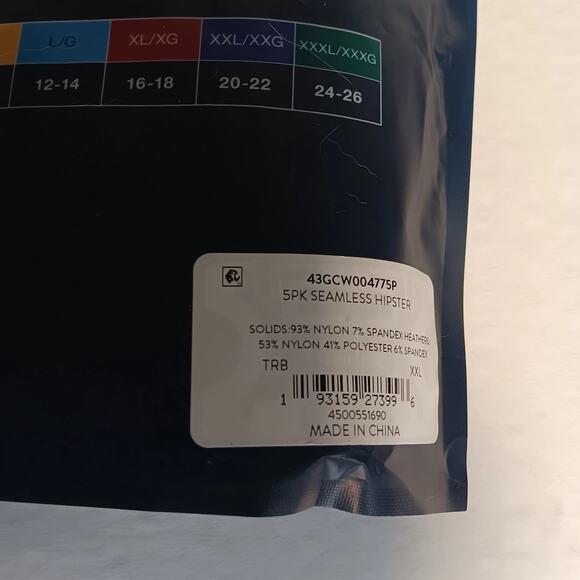 L/G XL/XG XXL/XXG XXXL/XXXG
12-14 16-18 20-22 24-26
43GCW004775P
5PK SEAMLESS HIPSTER
SOLIDS:93% NYLON 7% SPANDEX HEATHERS:
53% NYLON 41% POLYESTER 6% SPANDEX
TRB XXL
1 93159 27399 6
4500551690
MADE IN CHINA